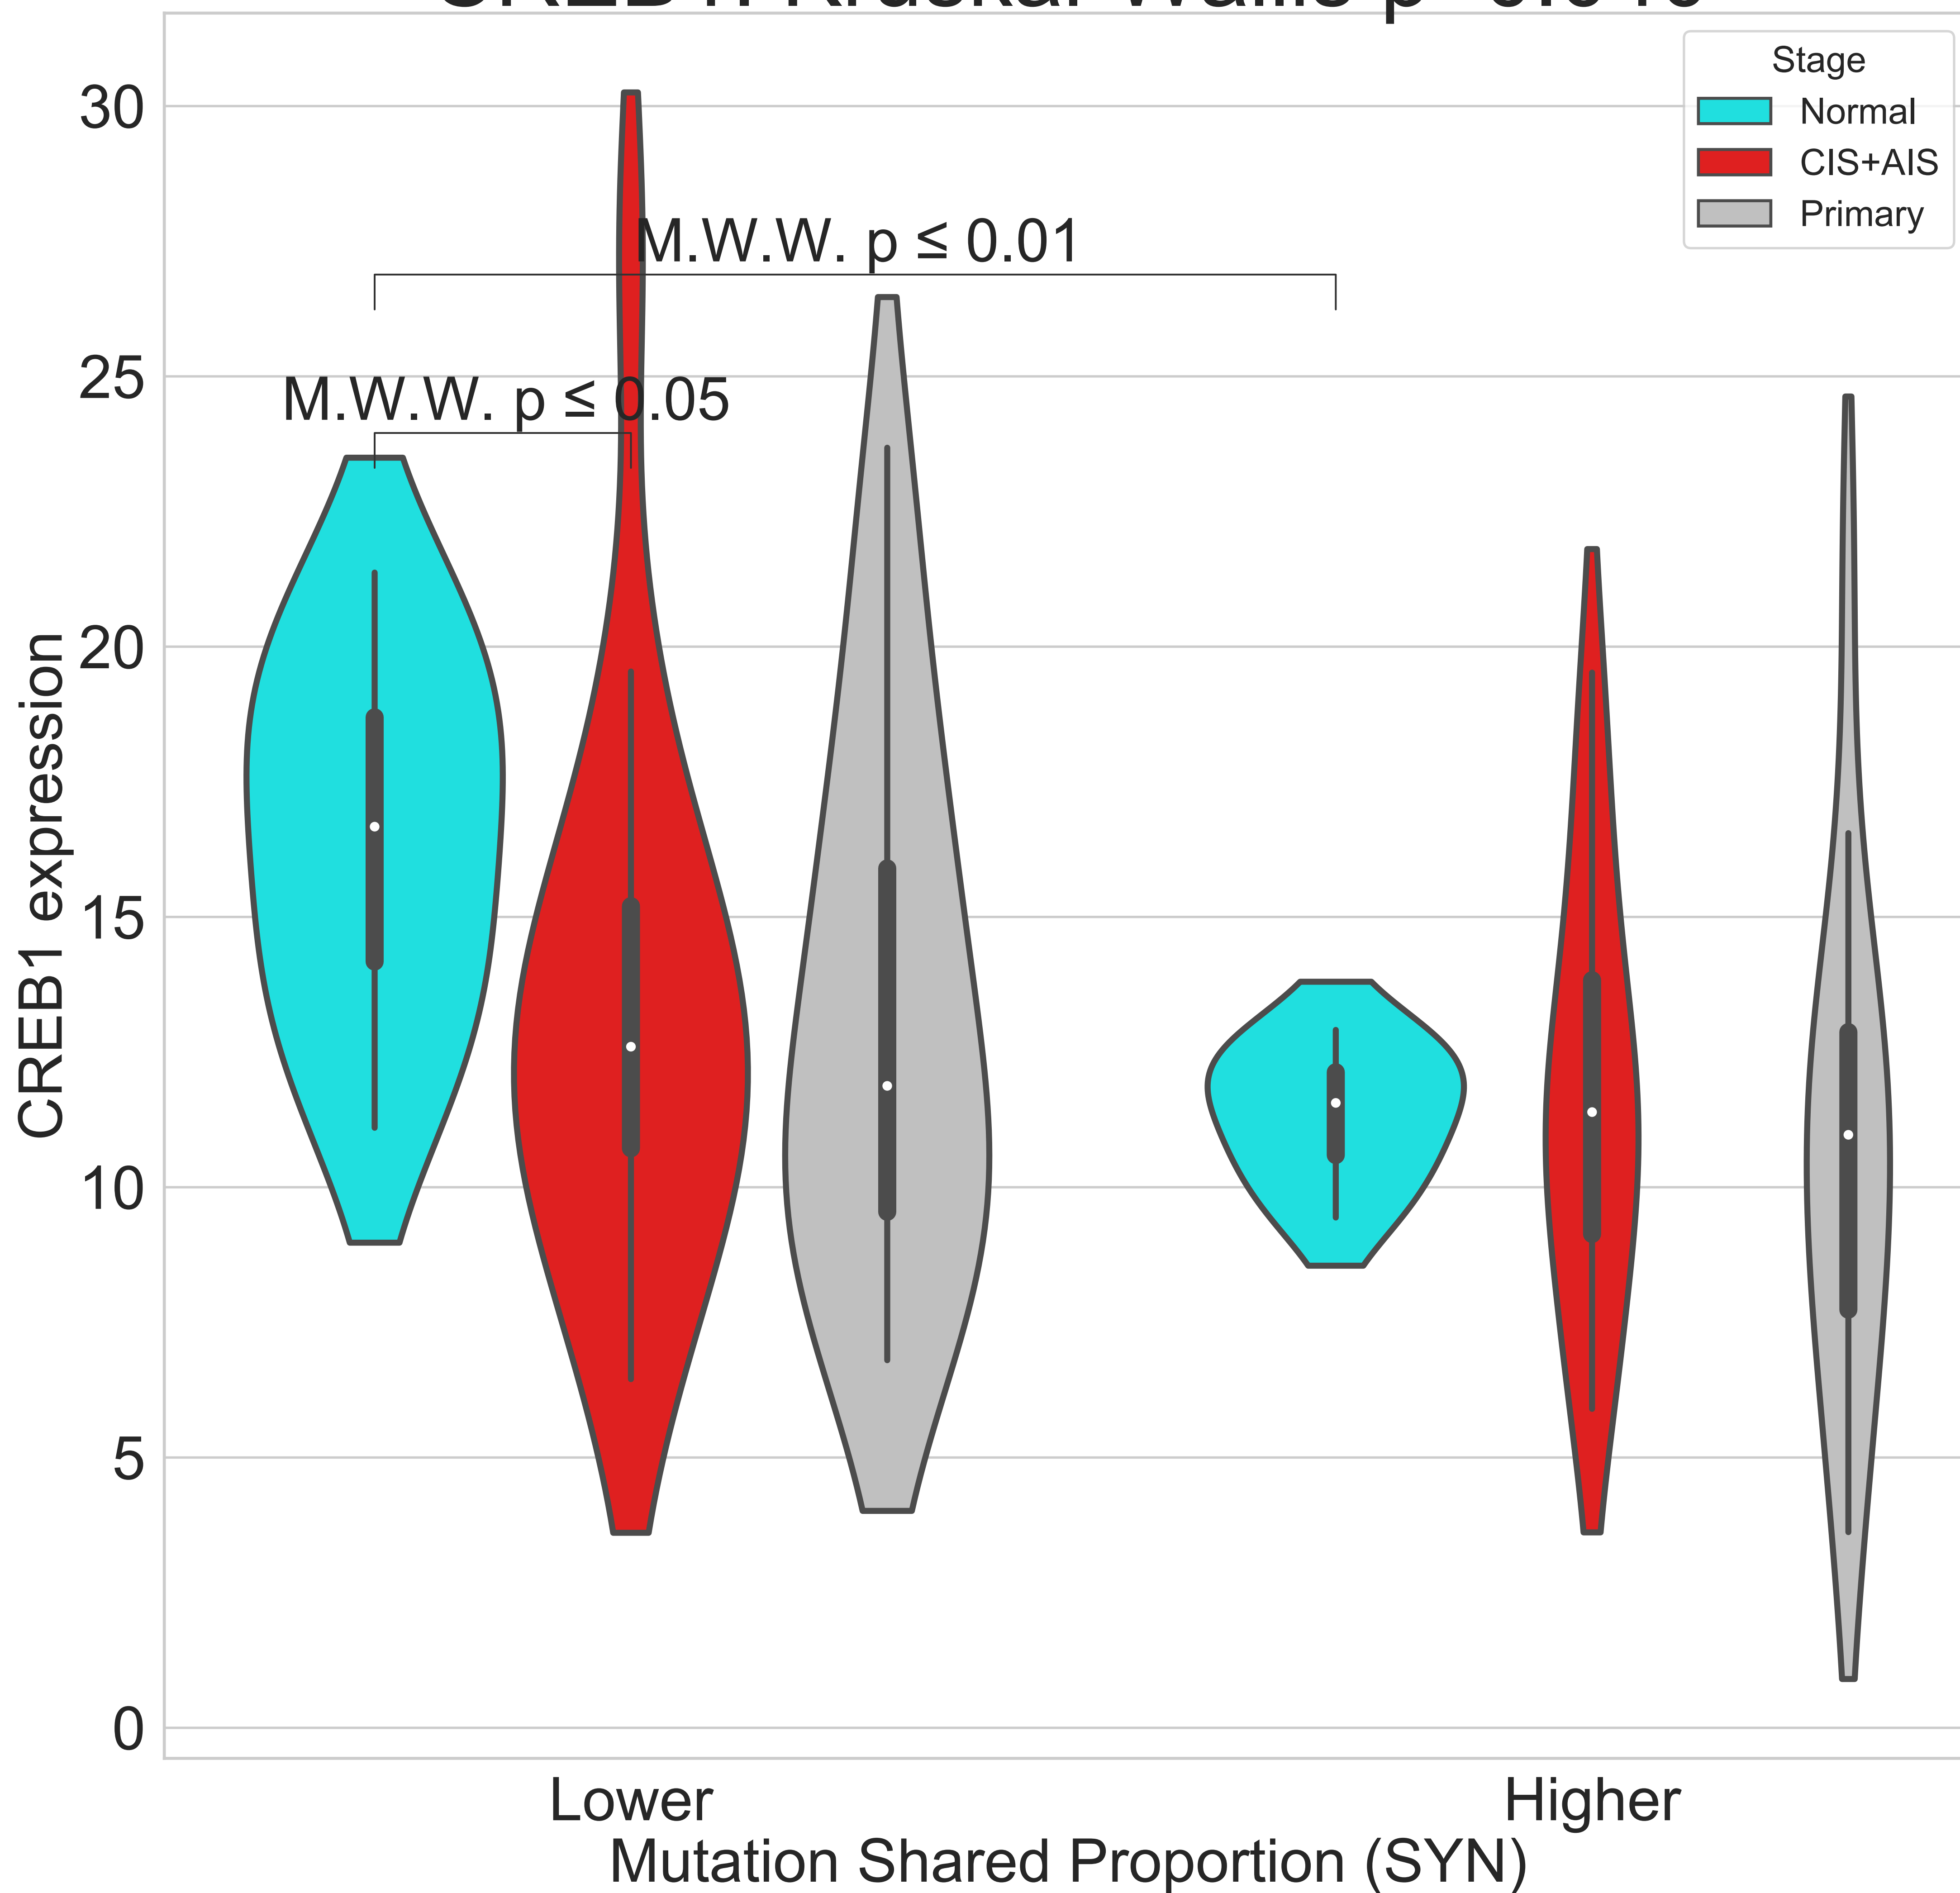 Stage
Normal
CIS+AIS
Primary
30
25
20
15
10
5
0
M.W.W. p ≤ 0.01
M.W.W. p ≤ 0.05
CREB1 expression
Lower
Higher
Mutation Shared Proportion (SYN)